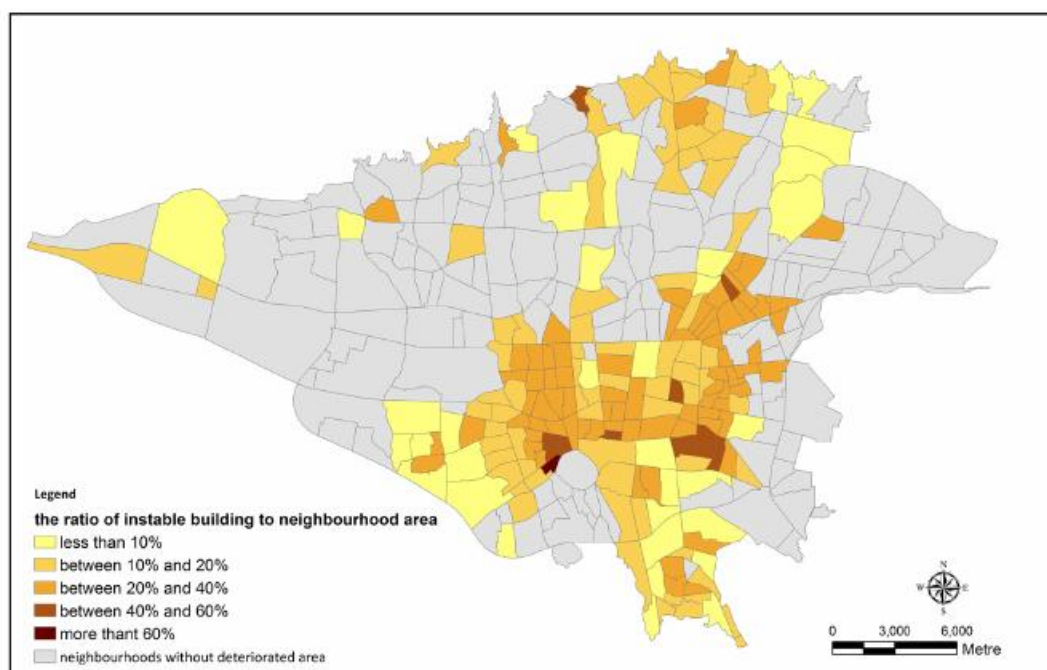 Legend
the ratio of instable building to neighbourhood area
less than 10%
between 10% and 20%
between 20% and 40%
between 40% and 60%
more thant 60%
neighbourhoods without deteriorated area
N
W E
S
0 3,000 6,000
Metre